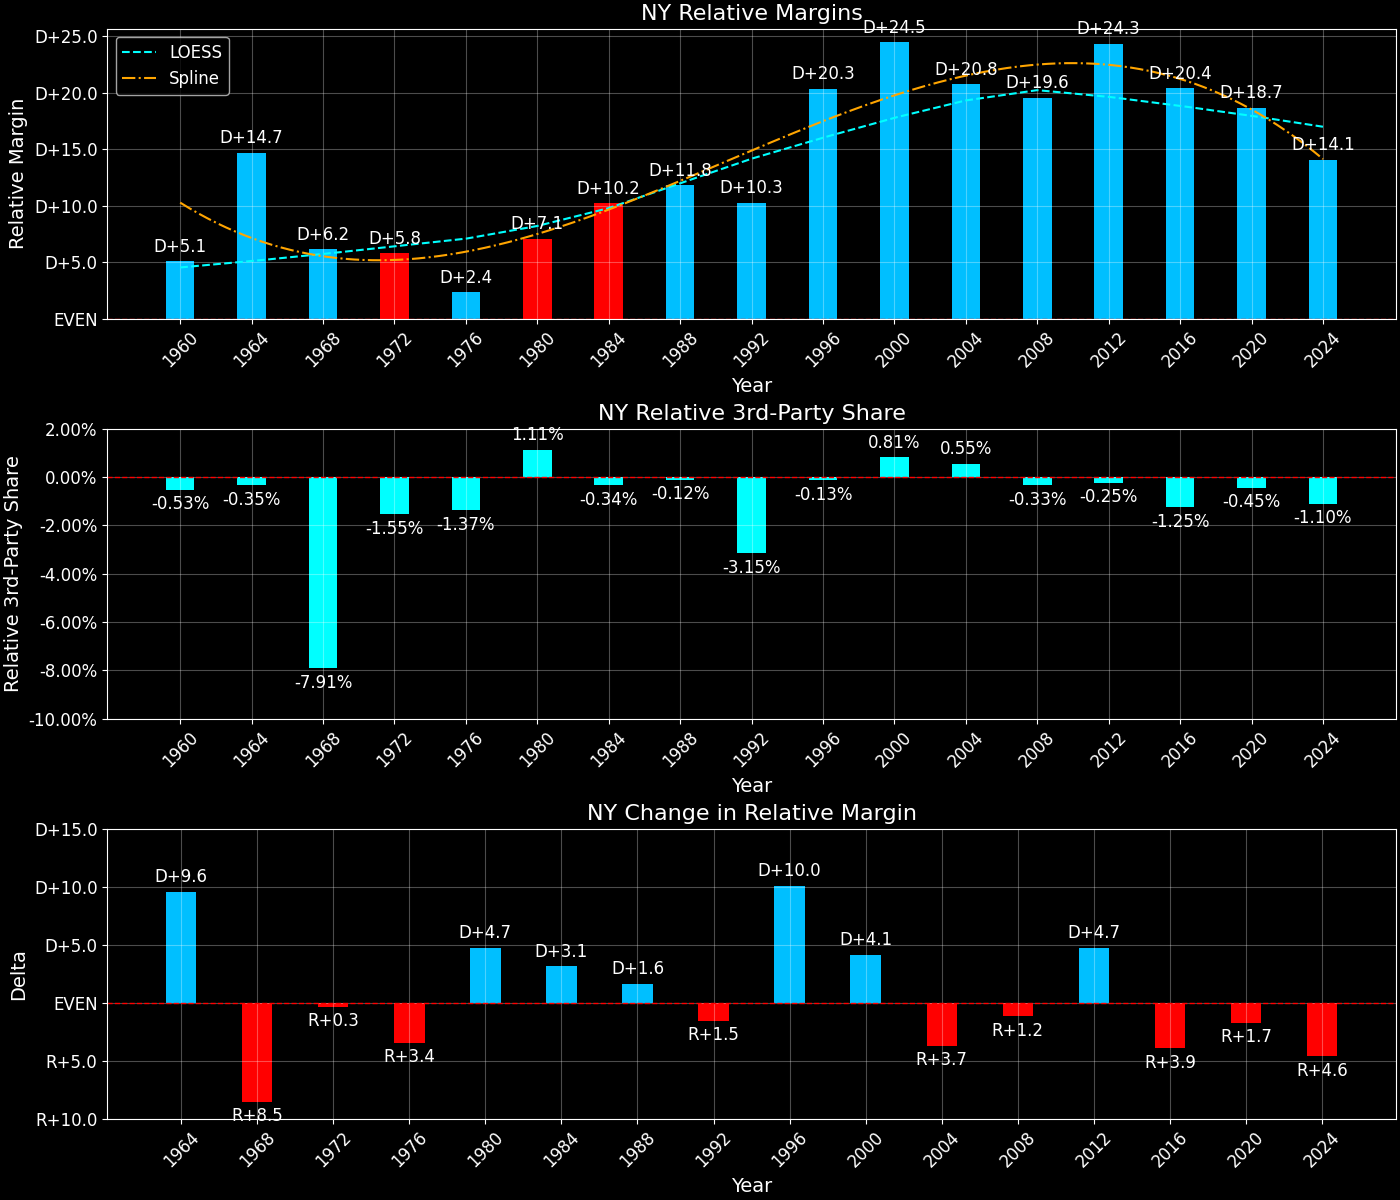 NY Relative Margins
Relative Margin
D+25.0
D+20.0
D+15.0
D+10.0
D+5.0
EVEN
LOESS
Spline
D+5.1
D+14.7
D+6.2
D+5.8
D+2.4
D+7.1
D+10.2
D+11.8
D+10.3
D+20.3
D+24.5
D+20.8
D+19.6
D+24.3
D+20.4
D+18.7
D+14.1
1960
1964
1968
1972
1976
1980
1984
1988
1992
1996
2000
2004
2008
2012
2016
2020
2024
Year
NY Relative 3rd-Party Share
Relative 3rd-Party Share
2.00%
0.00%
-2.00%
-4.00%
-6.00%
-8.00%
-10.00%
-0.53%
-0.35%
-7.91%
-1.55%
-1.37%
1.11%
-0.34%
-0.12%
-3.15%
-0.13%
0.81%
0.55%
-0.33%
-0.25%
-1.25%
-0.45%
-1.10%
1960
1964
1968
1972
1976
1980
1984
1988
1992
1996
2000
2004
2008
2012
2016
2020
2024
Year
NY Change in Relative Margin
Delta
D+15.0
D+10.0
D+5.0
EVEN
R+5.0
R+10.0
D+9.6
R+8.5
R+0.3
R+3.4
D+4.7
D+3.1
D+1.6
R+1.5
D+10.0
D+4.1
R+3.7
R+1.2
D+4.7
R+3.9
R+1.7
R+4.6
1964
1968
1972
1976
1980
1984
1988
1992
1996
2000
2004
2008
2012
2016
2020
2024
Year